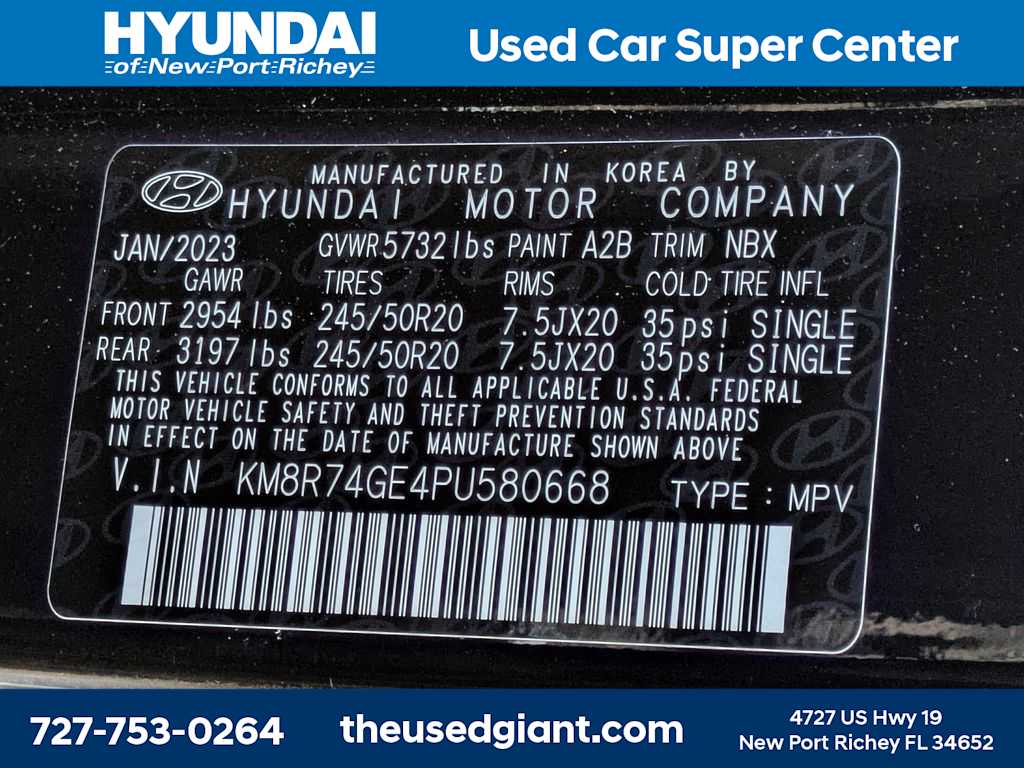 HYUNDAI
of New Port Richey
Used Car Super Center
MANUFACTURED IN KOREA BY
HYUNDAI MOTOR COMPANY
JAN/2023 GVWR 5732 lbs PAINT A2B TRIM NBX
GAWR TIRES RIMS COLD TIRE INFL
FRONT 2954 lbs 245/50R20 7.5JX20 35psi SINGLE
REAR 3197 lbs 245/50R20 7.5JX20 35psi SINGLE
THIS VEHICLE CONFORMS TO ALL APPLICABLE U.S.A. FEDERAL
MOTOR VEHICLE SAFETY AND THEFT PREVENTION STANDARDS
IN EFFECT ON THE DATE OF MANUFACTURE SHOWN ABOVE
V.I.N KM8R74GE4PU580668 TYPE : MPV
727-753-0264
theusedgiant.com
4727 US Hwy 19
New Port Richey FL 34652